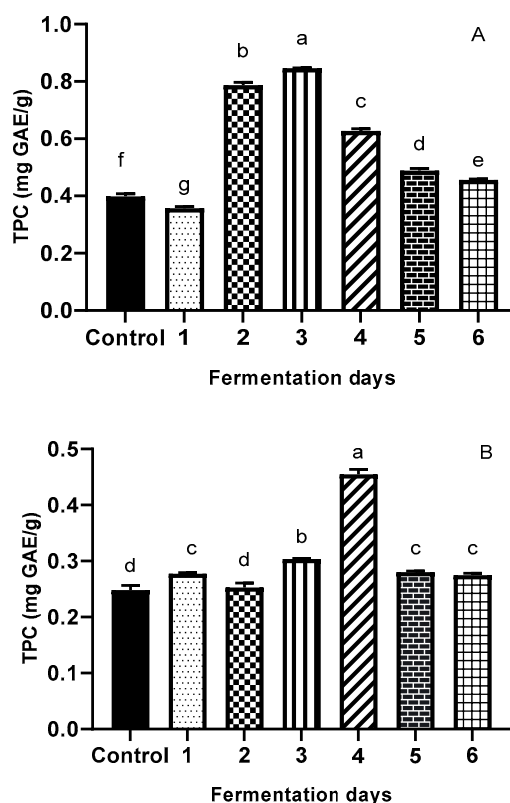 A
1.0
0.8
0.6
0.4
0.2
0.0
TPC (mg GAE/g)
f g b a c d e
Control 1 2 3 4 5 6
Fermentation days
B
0.5
0.4
0.3
0.2
0.1
0.0
TPC (mg GAE/g)
d c d b a c c
Control 1 2 3 4 5 6
Fermentation days